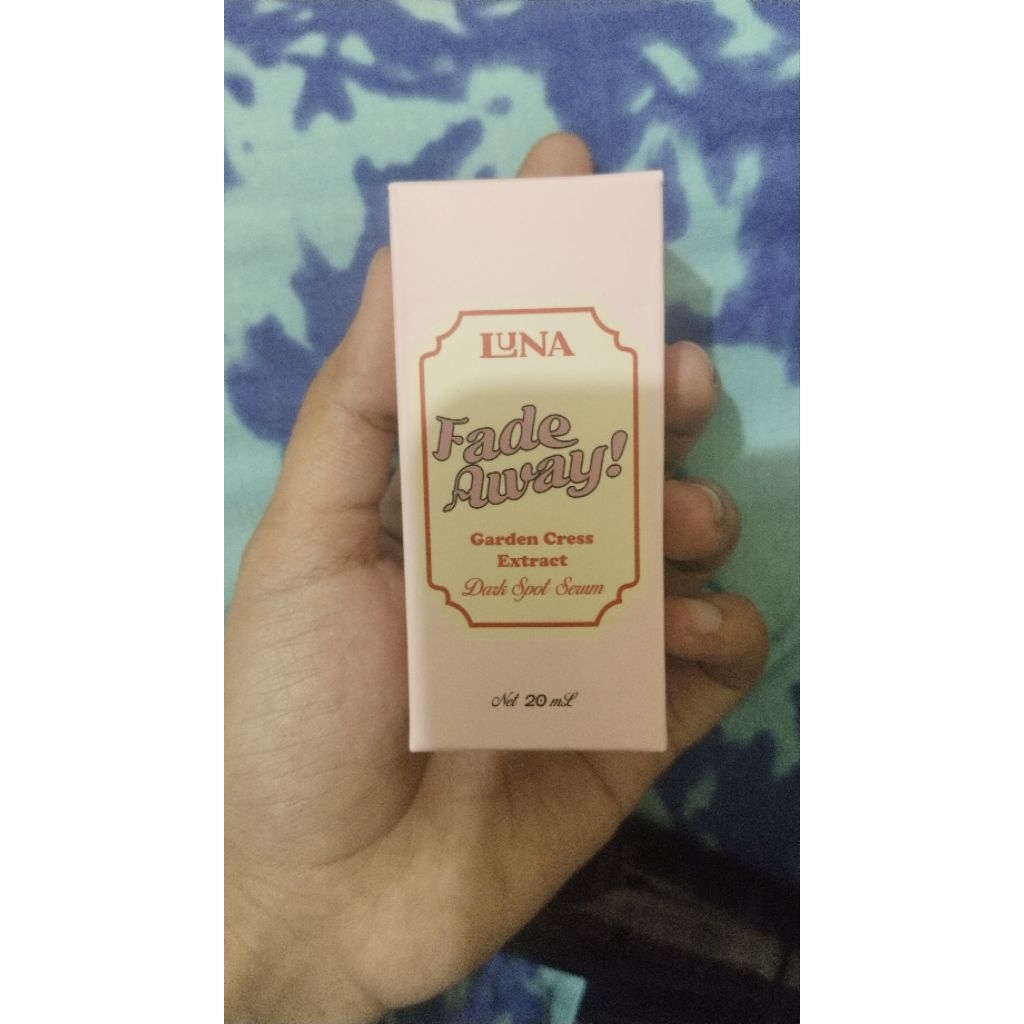 LUNA
Fade
Away!
Garden Cress
Extract
Dark Spot Serum
Net 20 mL